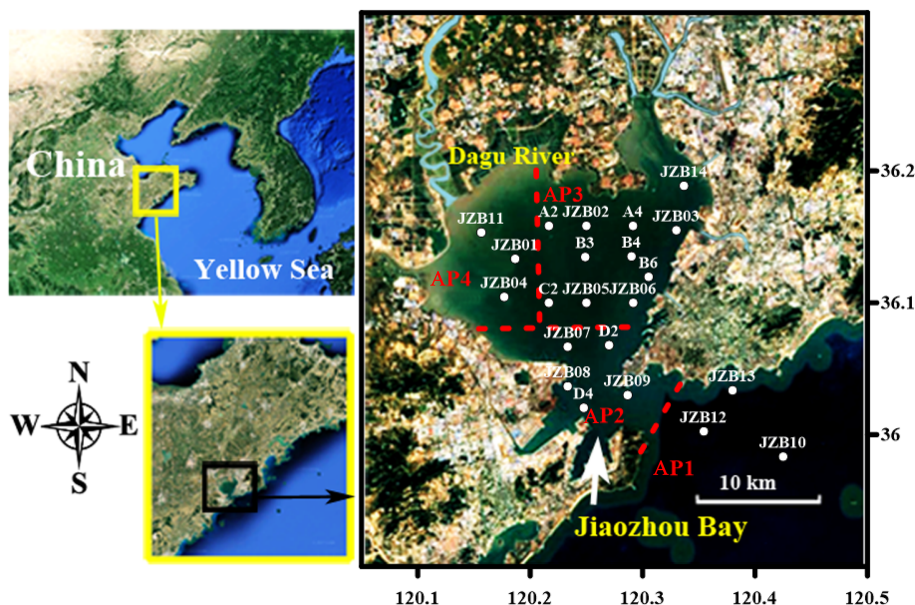 China
Yellow Sea
N
W
E
S
Dagu River
AP3
JZB14
JZB11
A2
JZB02
A4
JZB03
JZB01
B3
B4
B6
AP4
JZB04
C2
JZB05
JZB06
JZB07
D2
JZB08
JZB09
JZB13
D4
AP2
JZB12
AP1
JZB10
10 km
Jiaozhou Bay
36.2
36.1
36
120.1
120.2
120.3
120.4
120.5